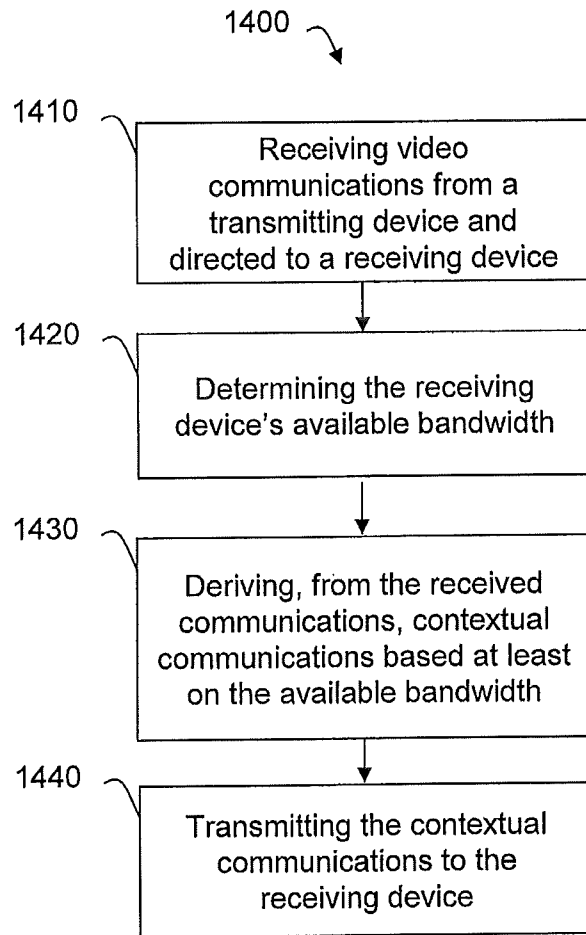 1400
1410
Receiving video
communications from a
transmitting device and
directed to a receiving device
1420
Determining the receiving
device's available bandwidth
1430
Deriving, from the received
communications, contextual
communications based at least
on the available bandwidth
1440
Transmitting the contextual
communications to the
receiving device